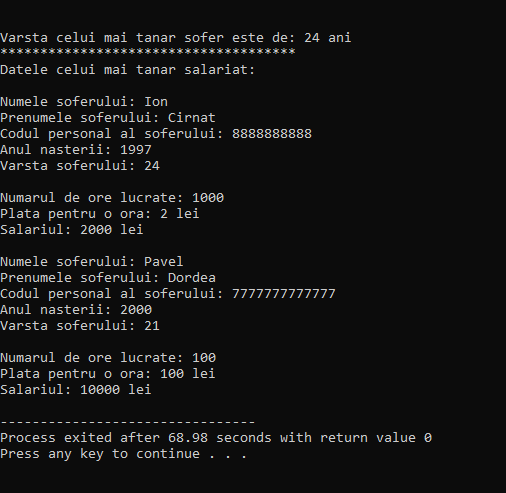 Varsta celui mai tanar sofer este de: 24 ani
*************************************
Datele celui mai tanar salariat:
Numele soferului: Ion
Prenumele soferului: Cirnat
Codul personal al soferului: 8888888888
Anul nasterii: 1997
Varsta soferului: 24
Numarul de ore lucrate: 1000
Plata pentru o ora: 2 lei
Salariul: 2000 lei
Numele soferului: Pavel
Prenumele soferului: Dordea
Codul personal al soferului: 7777777777777
Anul nasterii: 2000
Varsta soferului: 21
Numarul de ore lucrate: 100
Plata pentru o ora: 100 lei
Salariul: 10000 lei
--------------------------------
Process exited after 68.98 seconds with return value 0
Press any key to continue . . .